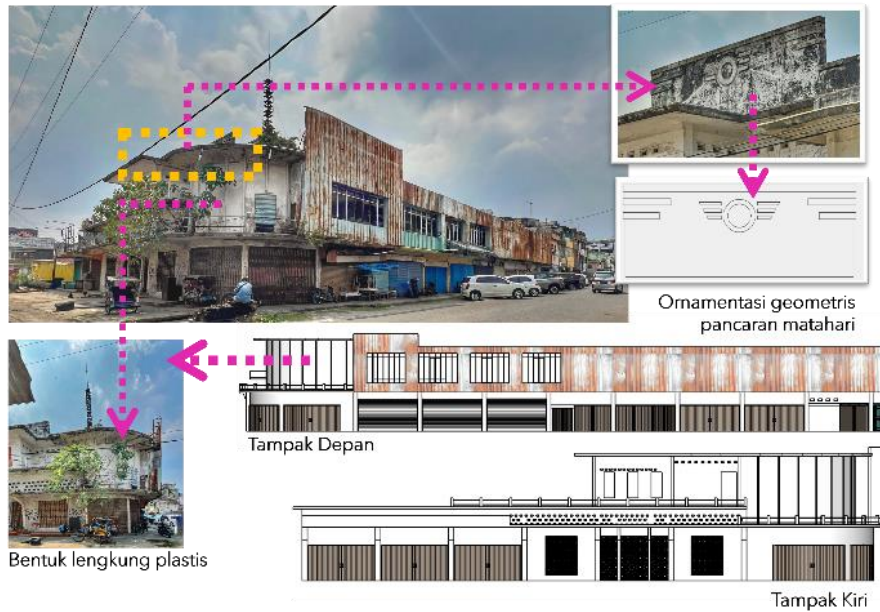 Ornamentasi geometris
pancaran matahari
Tampak Depan
Bentuk lengkung plastis
Tampak Kiri